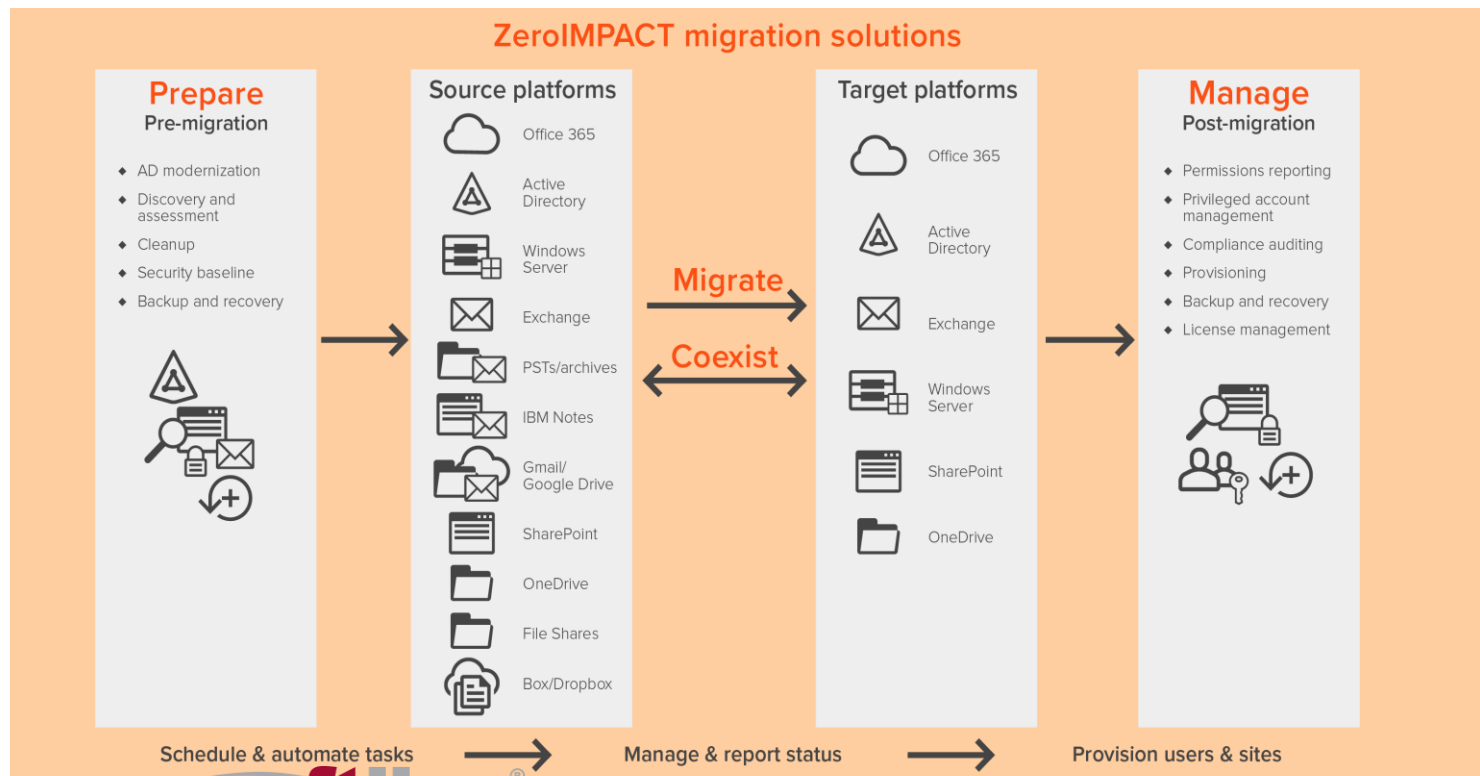 ZeroIMPACT migration solutions
Prepare
Pre-migration
◆ AD modernization
◆ Discovery and
assessment
◆ Cleanup
◆ Security baseline
◆ Backup and recovery
Source platforms
Office 365
Active
Directory
Windows
Server
Exchange
PSTs/archives
IBM Notes
Gmail/
Google Drive
SharePoint
OneDrive
File Shares
Box/Dropbox
Migrate
Coexist
Target platforms
Office 365
Active
Directory
Exchange
Windows
Server
SharePoint
OneDrive
Manage
Post-migration
◆ Permissions reporting
◆ Privileged account
management
◆ Compliance auditing
◆ Provisioning
◆ Backup and recovery
◆ License management
Schedule & automate tasks
Manage & report status
Provision users & sites